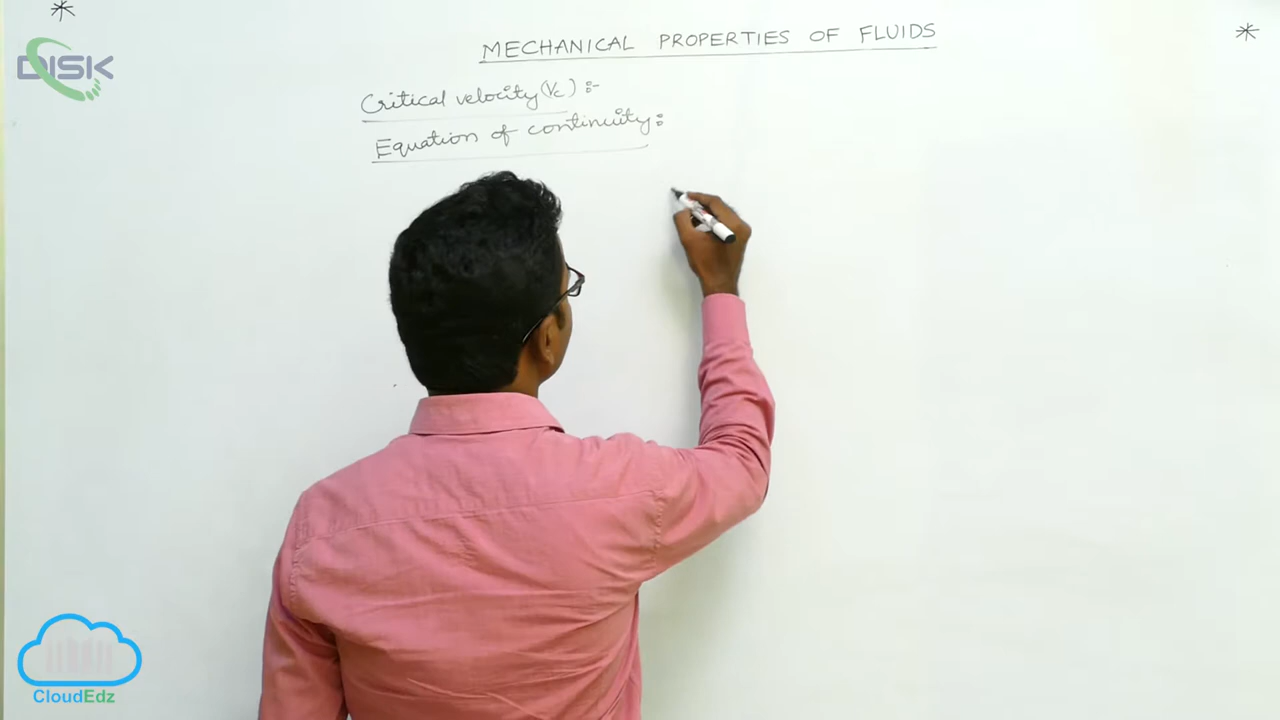 DISK
MECHANICAL PROPERTIES OF FLUIDS
Critical velocity (Vc) :-
Equation of continuity :
CloudEdz